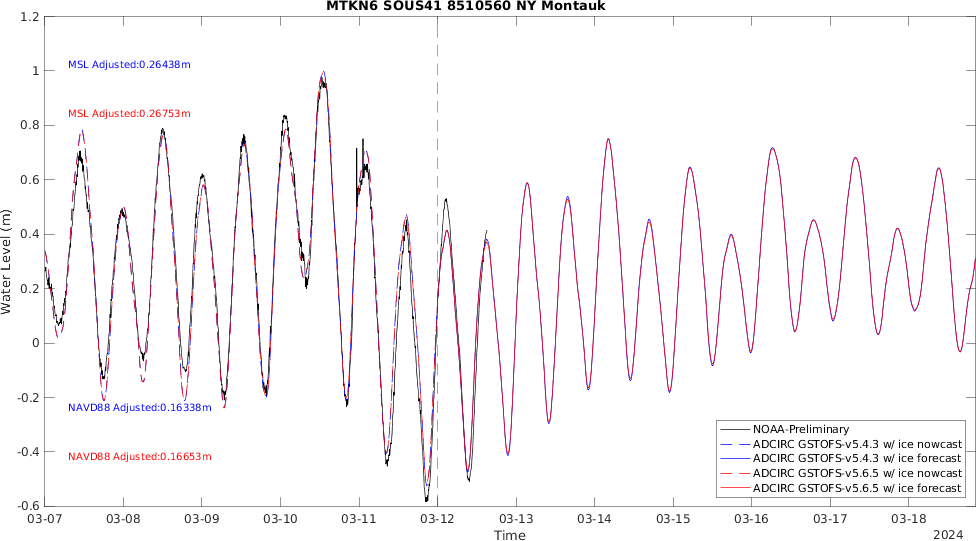 MTKN6 SOUS41 8510560 NY Montauk
1.2
1
0.8
0.6
0.4
0.2
0
-0.2
-0.4
-0.6
Water Level (m)
MSL Adjusted:0.26438m
MSL Adjusted:0.26753m
NAVD88 Adjusted:0.16338m
NAVD88 Adjusted:0.16653m
NOAA-Preliminary
ADCIRC GSTOFS-v5.4.3 w/ ice nowcast
ADCIRC GSTOFS-v5.4.3 w/ ice forecast
ADCIRC GSTOFS-v5.6.5 w/ ice nowcast
ADCIRC GSTOFS-v5.6.5 w/ ice forecast
03-07 03-08 03-09 03-10 03-11 03-12 03-13 03-14 03-15 03-16 03-17 03-18
Time
2024